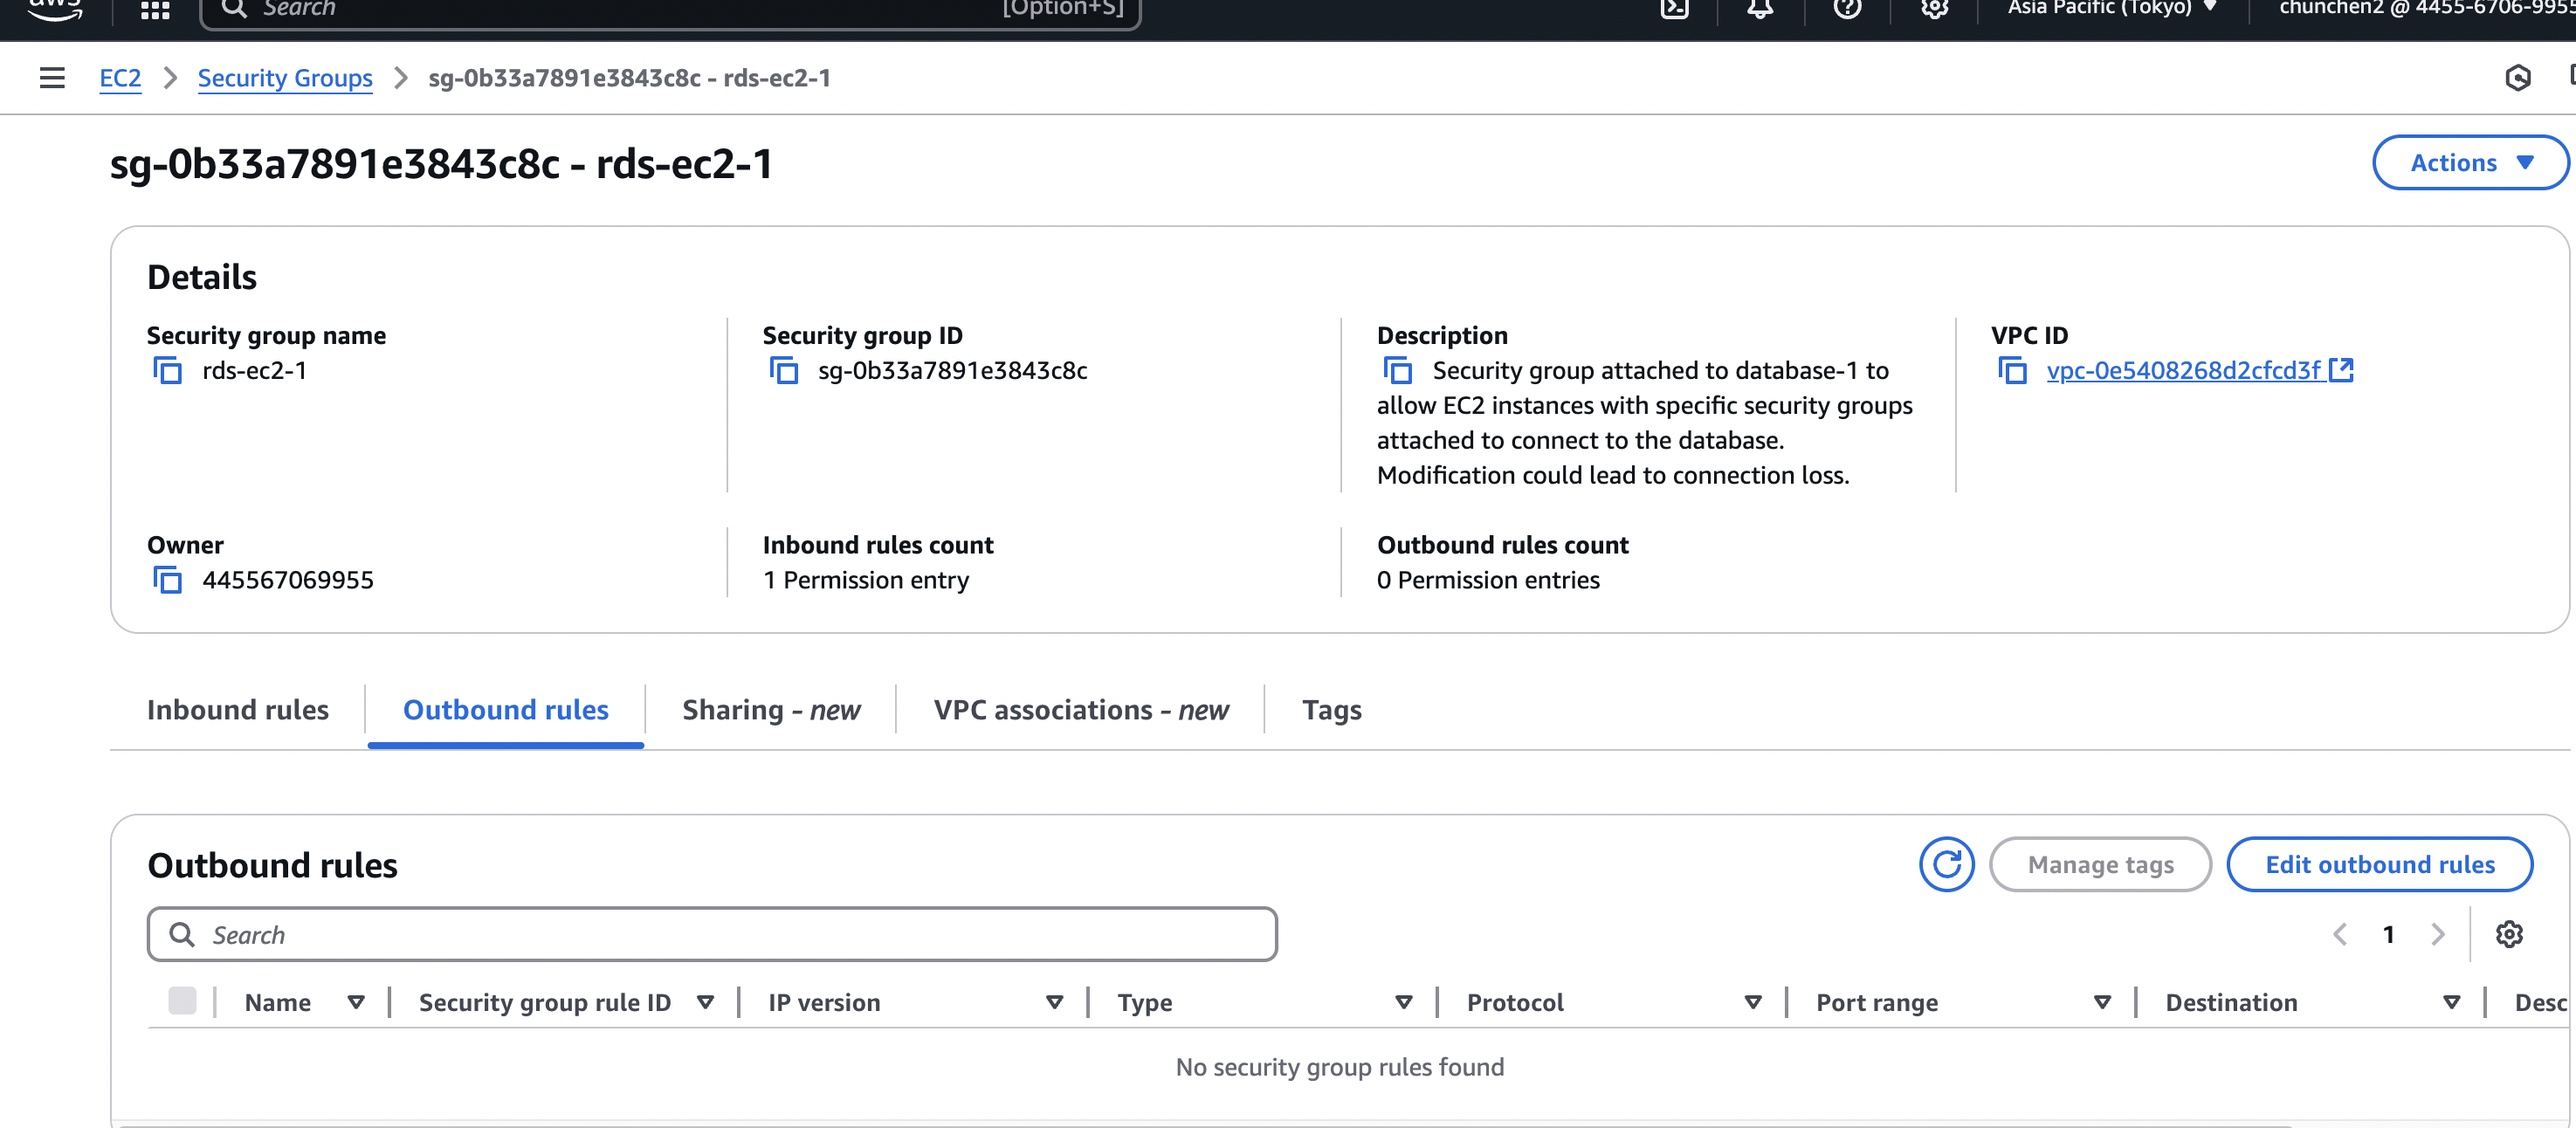 aws
Search
[Option+S]
Asia Pacific (Tokyo)
chunchen2 @ 4455-6706-9955
EC2
Security Groups
sg-0b33a7891e3843c8c - rds-ec2-1
sg-0b33a7891e3843c8c - rds-ec2-1
Actions
Details
Security group name
rds-ec2-1
Security group ID
sg-0b33a7891e3843c8c
Description
Security group attached to database-1 to
allow EC2 instances with specific security groups
attached to connect to the database.
Modification could lead to connection loss.
VPC ID
vpc-0e5408268d2cfcd3f
Owner
445567069955
Inbound rules count
1 Permission entry
Outbound rules count
0 Permission entries
Inbound rules
Outbound rules
Sharing - new
VPC associations - new
Tags
Outbound rules
Manage tags
Edit outbound rules
Search
1
Name
Security group rule ID
IP version
Type
Protocol
Port range
Destination
Desc
No security group rules found